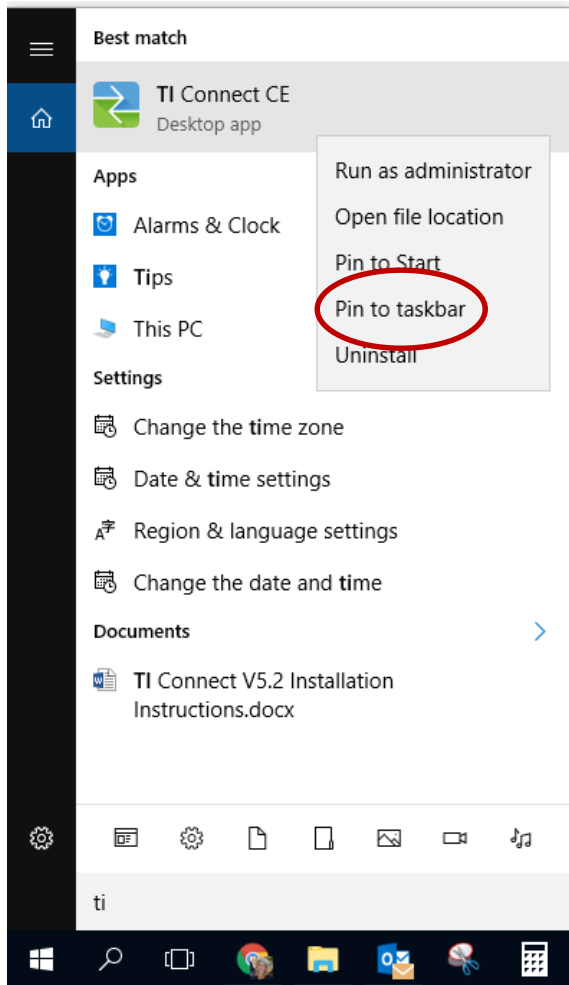 Best match
TI Connect CE
Desktop app
Run as administrator
Open file location
Pin to Start
Pin to taskbar
Uninstall
Apps
Alarms & Clock
Tips
This PC
Settings
Change the time zone
Date & time settings
Region & language settings
Change the date and time
Documents
TI Connect V5.2 Installation
Instructions.docx
ti